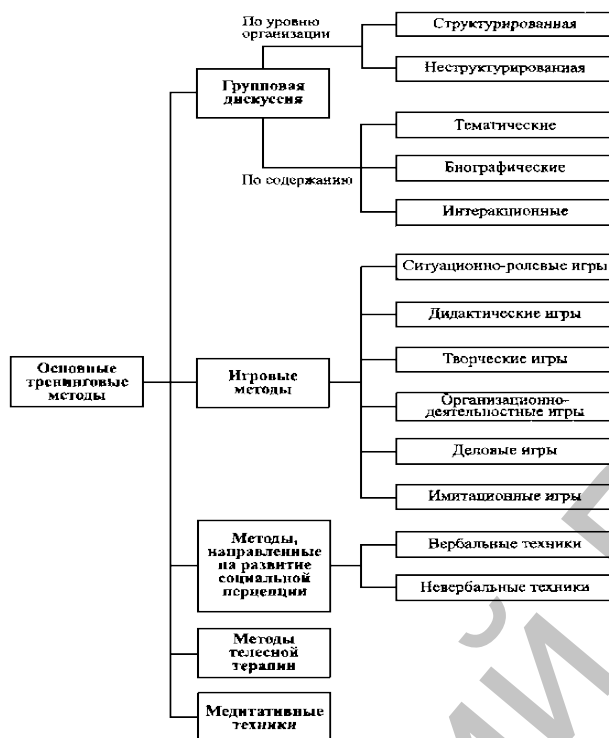 По уровню
организации
Структурированная
Неструктурированная
Групповая
дискуссия
По содержанию
Тематические
Биографические
Интеракционные
Основные
тренинговые
методы
Игровые
методы
Ситуационно-ролевые игры
Дидактические игры
Творческие игры
Организационно-
деятельностные игры
Деловые игры
Имитационные игры
Методы,
направленные
на развитие
социальной
перцепции
Вербальные техники
Невербальные техники
Методы
телесной
терапии
Медитативные
техники